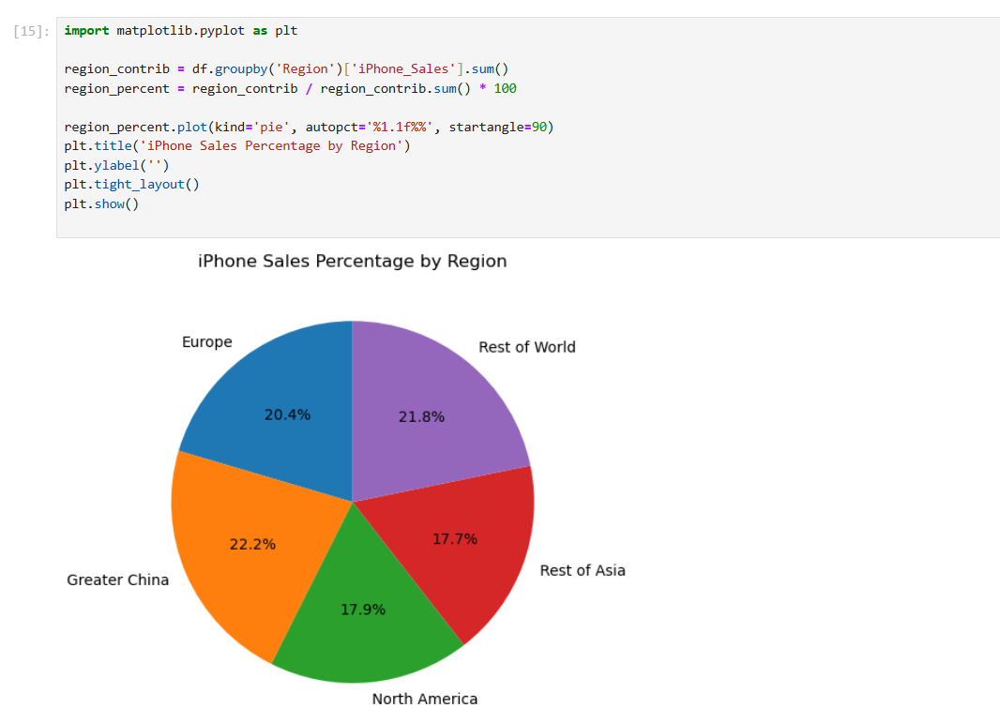 [15]: import matplotlib.pyplot as plt
region_contrib = df.groupby('Region')['iPhone_Sales'].sum()
region_percent = region_contrib / region_contrib.sum() * 100
region_percent.plot(kind='pie', autopct='%1.1f%%', startangle=90)
plt.title('iPhone Sales Percentage by Region')
plt.ylabel('')
plt.tight_layout()
plt.show()
iPhone Sales Percentage by Region
Europe
Rest of World
20.4%
21.8%
22.2%
17.7%
Greater China
Rest of Asia
17.9%
North America